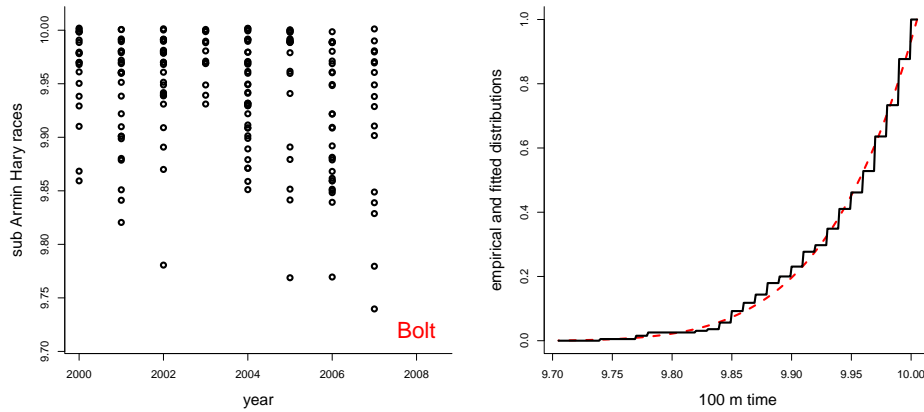 sub Armin Hary races
10.00
9.95
9.90
9.85
9.80
9.75
9.70
Bolt
2000 2002 2004 2006 2008
year
empirical and fitted distributions
1.0
0.8
0.6
0.4
0.2
0.0
9.70 9.75 9.80 9.85 9.90 9.95 10.00
100 m time